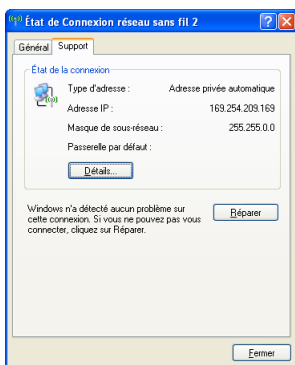 État de Connexion réseau sans fil 2
Général Support
État de la connexion
Type d'adresse : Adresse privée automatique
Adresse IP : 169.254.209.169
Masque de sous-réseau : 255.255.0.0
Passerelle par défaut :
Détails...
Windows n'a détecté aucun problème sur
cette connexion. Si vous ne pouvez pas vous
connecter, cliquez sur Réparer.
Réparer
Fermer